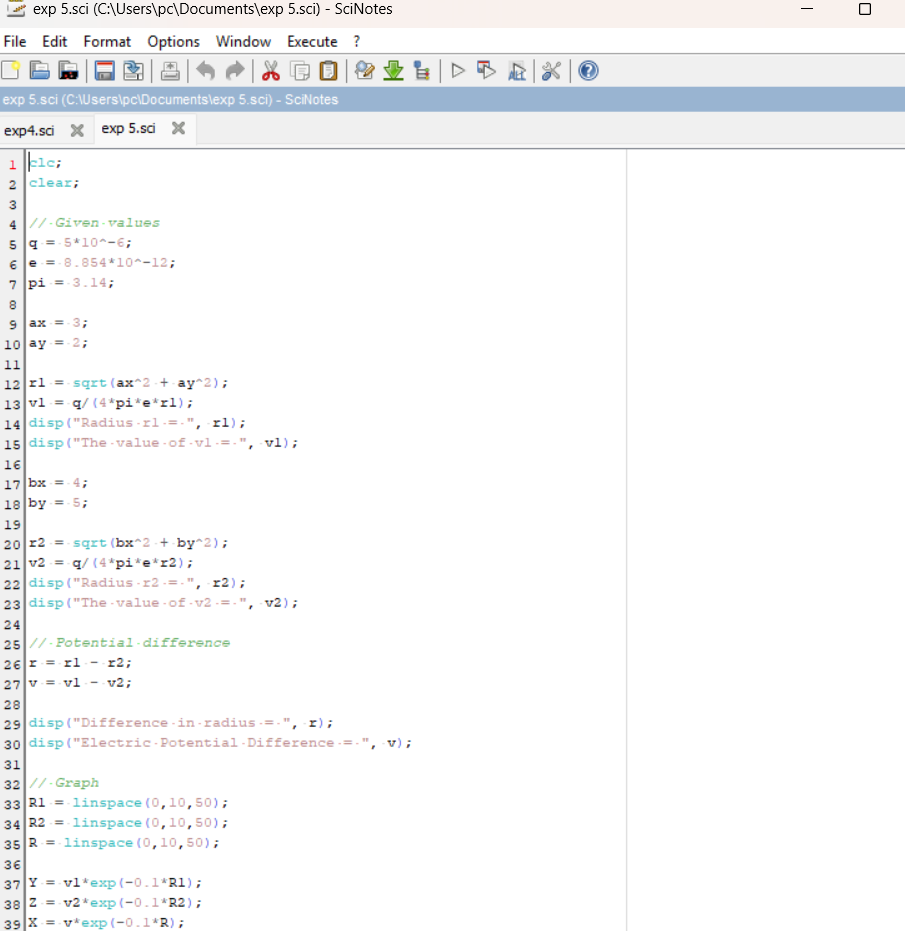 exp 5.sci (C:\Users\pc\Documents\exp 5.sci) - SciNotes
File Edit Format Options Window Execute ?
exp 5.sci (C:\Users\pc\Documents\exp 5.sci) - SciNotes
exp4.sci exp 5.sci
1 clc;
2 clear;
3
4 // Given values
5 q = 5*10^-6;
6 e = 8.854*10^-12;
7 pi = 3.14;
8
9 ax = 3;
10 ay = 2;
11
12 r1 = sqrt(ax^2 + ay^2);
13 v1 = q/(4*pi*e*r1);
14 disp("Radius r1 = ", r1);
15 disp("The value of v1 = ", v1);
16
17 bx = 4;
18 by = 5;
19
20 r2 = sqrt(bx^2 + by^2);
21 v2 = q/(4*pi*e*r2);
22 disp("Radius r2 = ", r2);
23 disp("The value of v2 = ", v2);
24
25 // Potential difference
26 r = r1 - r2;
27 v = v1 - v2;
28
29 disp("Difference in radius = ", r);
30 disp("Electric Potential Difference = ", v);
31
32 // Graph
33 R1 = linspace(0,10,50);
34 R2 = linspace(0,10,50);
35 R = linspace(0,10,50);
36
37 Y = v1*exp(-0.1*R1);
38 Z = v2*exp(-0.1*R2);
39 X = v*exp(-0.1*R);